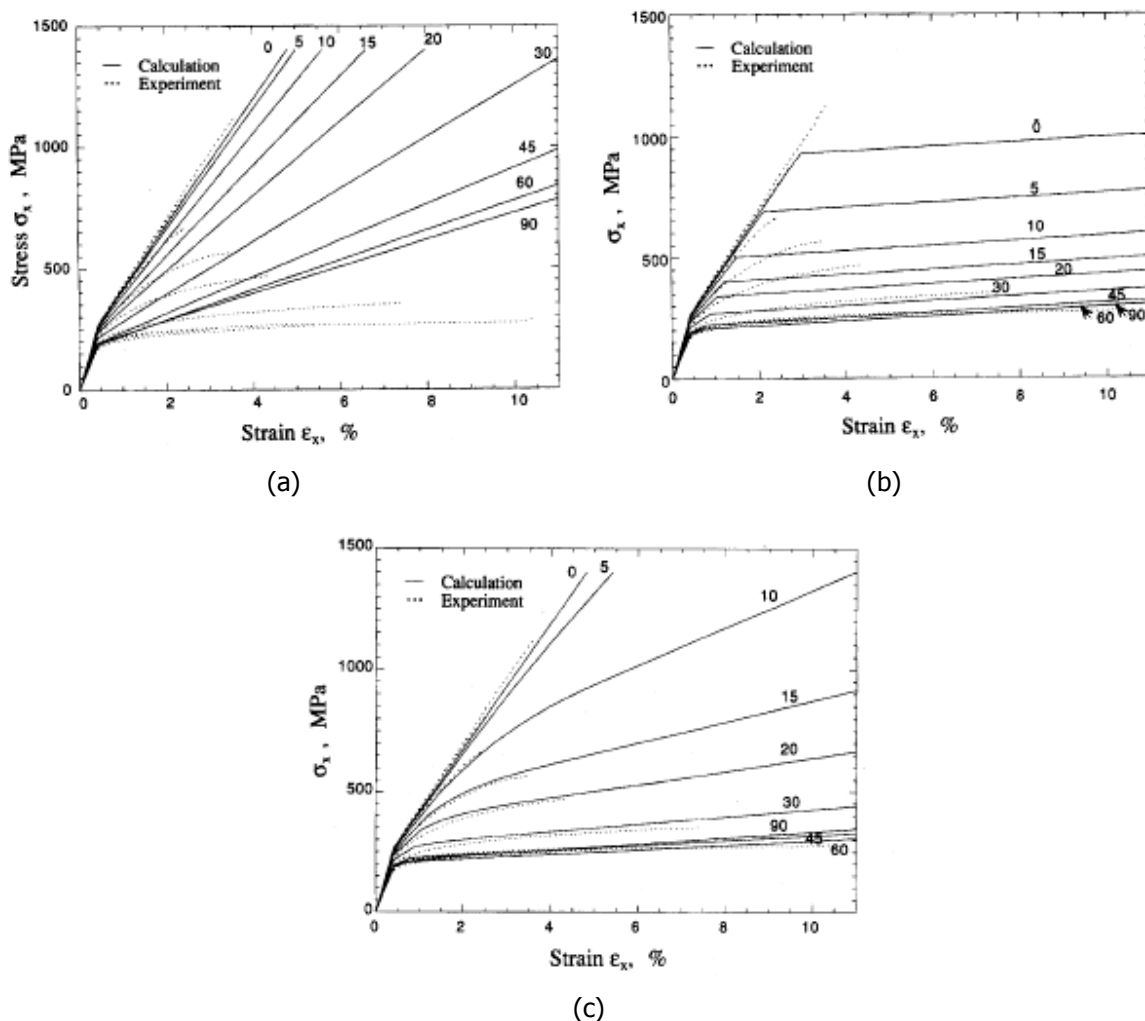 1500
1000
500
0
Stress σx , MPa
0 5 10 15 20
30
45
60
90
Calculation
Experiment
0 2 4 6 8 10
Strain εx, %
(a)
1500
1000
500
0
σx , MPa
Calculation
Experiment
0
5
10
15
20
30
45
60
90
0 2 4 6 8 10
Strain εx, %
(b)
1500
1000
500
0
σx , MPa
Calculation
Experiment
0 5
10
15
20
30
90
45
60
0 2 4 6 8 10
Strain εx, %
(c)